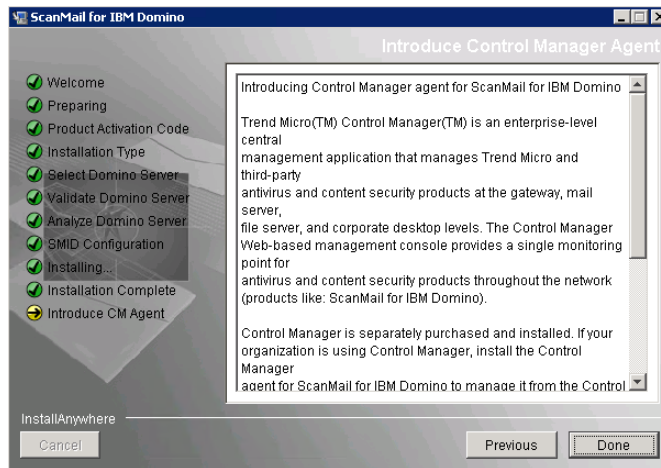 ScanMail for IBM Domino
Introduce Control Manager Agent
Welcome
Preparing
Product Activation Code
Installation Type
Select Domino Server
Validate Domino Server
Analyze Domino Server
SMID Configuration
Installing...
Installation Complete
Introduce CM Agent
Introducing Control Manager agent for ScanMail for IBM Domino
Trend Micro(TM) Control Manager(TM) is an enterprise-level
central
management application that manages Trend Micro and
third-party
antivirus and content security products at the gateway, mail
server,
file server, and corporate desktop levels. The Control Manager
Web-based management console provides a single monitoring
point for
antivirus and content security products throughout the network
(products like: ScanMail for IBM Domino).
Control Manager is separately purchased and installed. If your
organization is using Control Manager, install the Control
Manager
agent for ScanMail for IBM Domino to manage it from the Control
InstallAnywhere
Cancel
Previous
Done